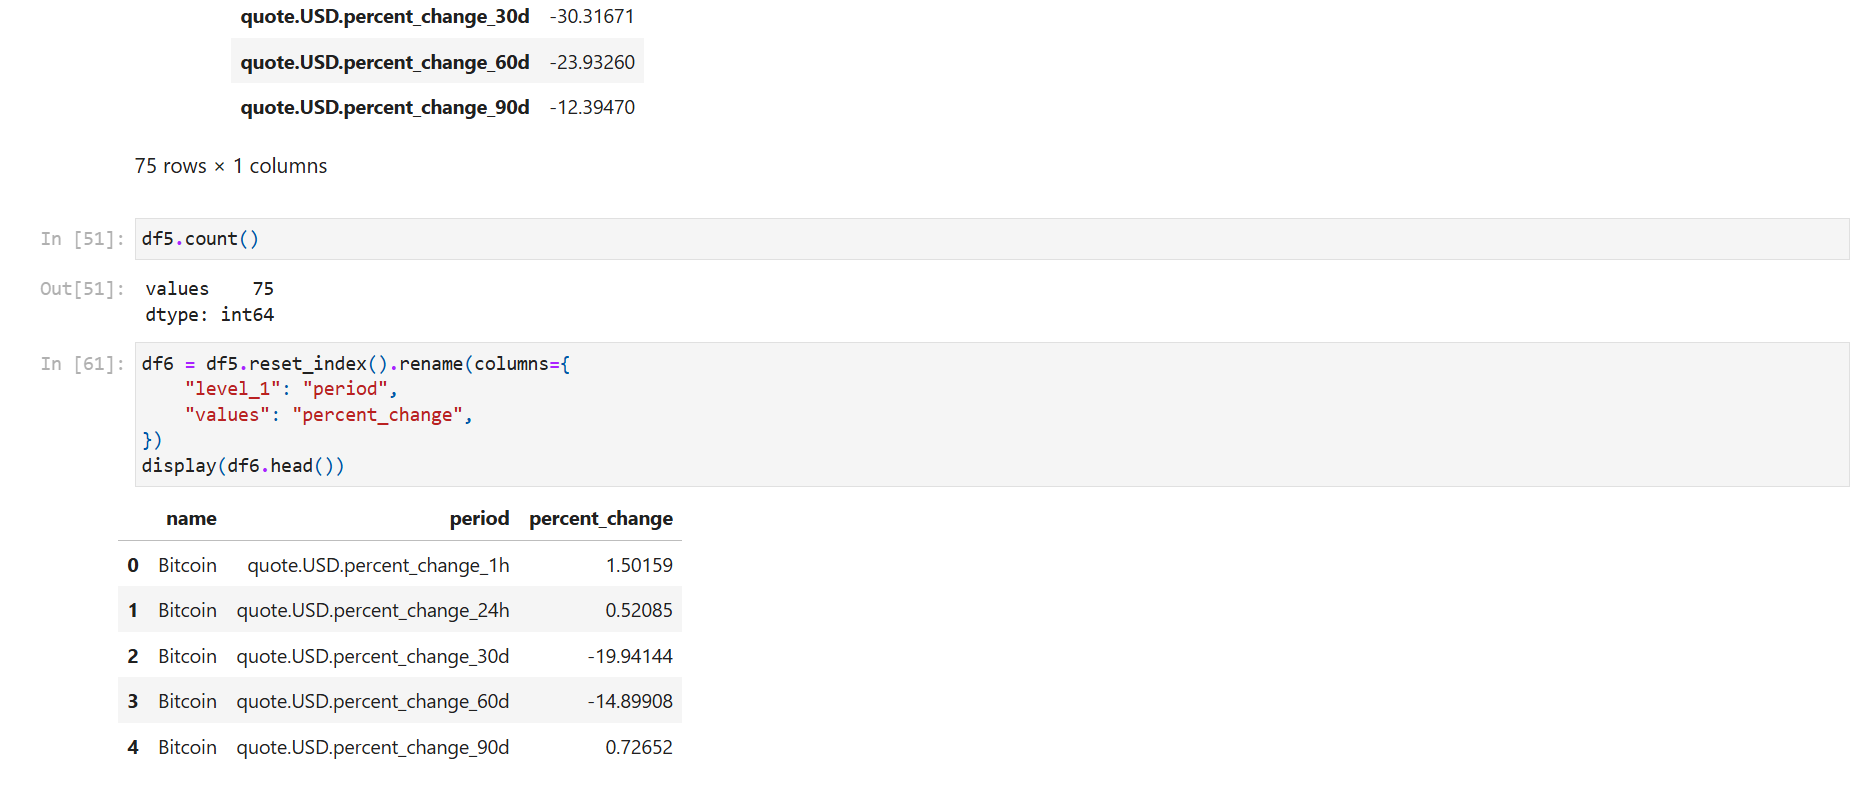 quote.USD.percent_change_30d -30.31671
quote.USD.percent_change_60d -23.93260
quote.USD.percent_change_90d -12.39470
75 rows × 1 columns
In [51]: df5.count()
Out[51]: values    75
dtype: int64
In [61]: df6 = df5.reset_index().rename(columns={
    "level_1": "period",
    "values": "percent_change",
})
display(df6.head())
name period percent_change
0 Bitcoin quote.USD.percent_change_1h 1.50159
1 Bitcoin quote.USD.percent_change_24h 0.52085
2 Bitcoin quote.USD.percent_change_30d -19.94144
3 Bitcoin quote.USD.percent_change_60d -14.89908
4 Bitcoin quote.USD.percent_change_90d 0.72652